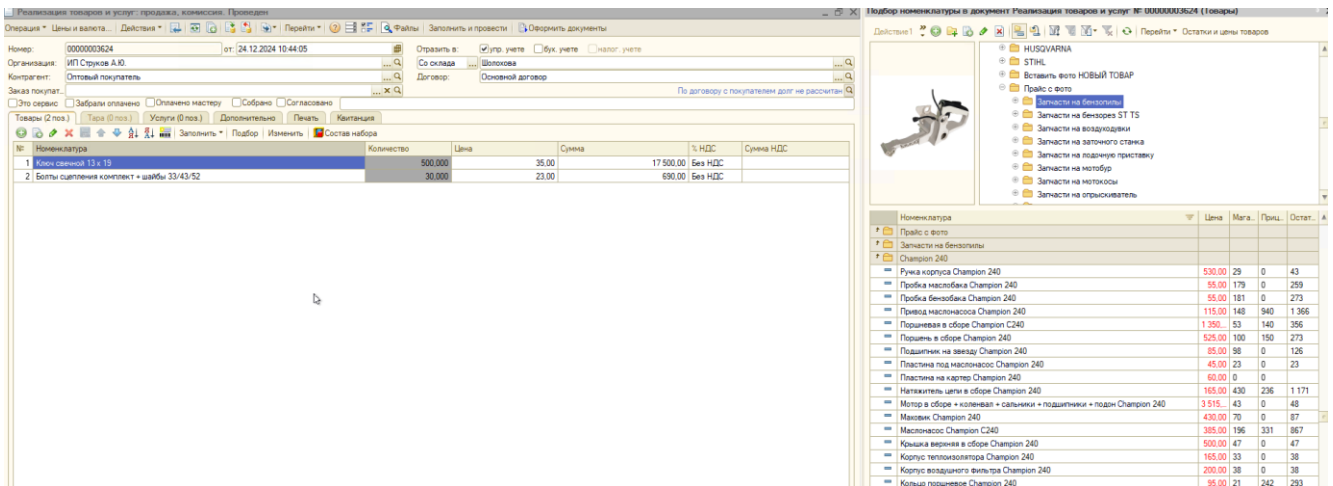 Реализация товаров и услуг: продажа, комиссия. Проведен
Операция Цены и валюта... Действия Перейти Файлы Заполнить и провести Оформить документы
Номер: 00000003624 от: 24.12.2024 10:44:05 Отразить в: упр. учете бух. учете налог. учете
Организация: ИП Струков А.Ю. ... Со склада Шолохова ...
Контрагент: Оптовый покупатель ... Договор: Основной договор ...
Заказ покупат... ... x По договору с покупателем долг не рассчитан
Это сервис Забрали оплачено Оплачено мастеру Собрано Согласовано
Товары (2 поз.) Тара (0 поз.) Услуги (0 поз.) Дополнительно Печать Квитанция
Заполнить Подбор Изменить Состав набора
№ Номенклатура Количество Цена Сумма % НДС Сумма НДС
1 Ключ свечной 13 х 19 500,000 35,00 17 500,00 Без НДС
2 Болты сцепления комплект + шайбы 33/43/52 30,000 23,00 690,00 Без НДС
Подбор номенклатуры в документ Реализация товаров и услуг № 00000003624 (Товары)
Перейти Остатки и цены товаров
HUSQVARNA
STIHL
Вставить фото НОВЫЙ ТОВАР
Прайс с фото
Запчасти на бензопилы
Запчасти на бензорез ST TS
Запчасти на воздуходувки
Запчасти на заточного станка
Запчасти на лодочную приставку
Запчасти на мотобур
Запчасти на мотокосы
Запчасти на опрыскиватель
Номенклатура Цена Мага... Приц... Остат...
Прайс с фото
Запчасти на бензопилы
Champion 240
Ручка корпуса Champion 240 530,00 29 0 43
Пробка маслобака Champion 240 55,00 179 0 259
Пробка бензобака Champion 240 55,00 181 0 273
Привод маслонасоса Champion 240 115,00 148 940 1 366
Поршневая в сборе Champion C240 1 350... 53 140 356
Поршень в сборе Champion 240 525,00 100 150 273
Подшипник на звезду Champion 240 85,00 98 0 126
Пластина под маслонасос Champion 240 45,00 23 0 23
Пластина на картер Champion 240 60,00 0 0
Натяжитель цепи в сборе Champion 240 165,00 430 236 1 171
Мотор в сборе + коленвал + сальники + подшипники + подон Champion 240 3 515... 43 0 48
Маховик Champion 240 430,00 70 0 87
Маслонасос Champion C240 385,00 196 331 867
Крышка верхняя в сборе Champion 240 500,00 47 0 47
Корпус теплоизолятора Champion 240 165,00 33 0 38
Корпус воздушного фильтра Champion 240 200,00 38 0 38
Кольцо поршневое Champion 240 95,00 21 242 293